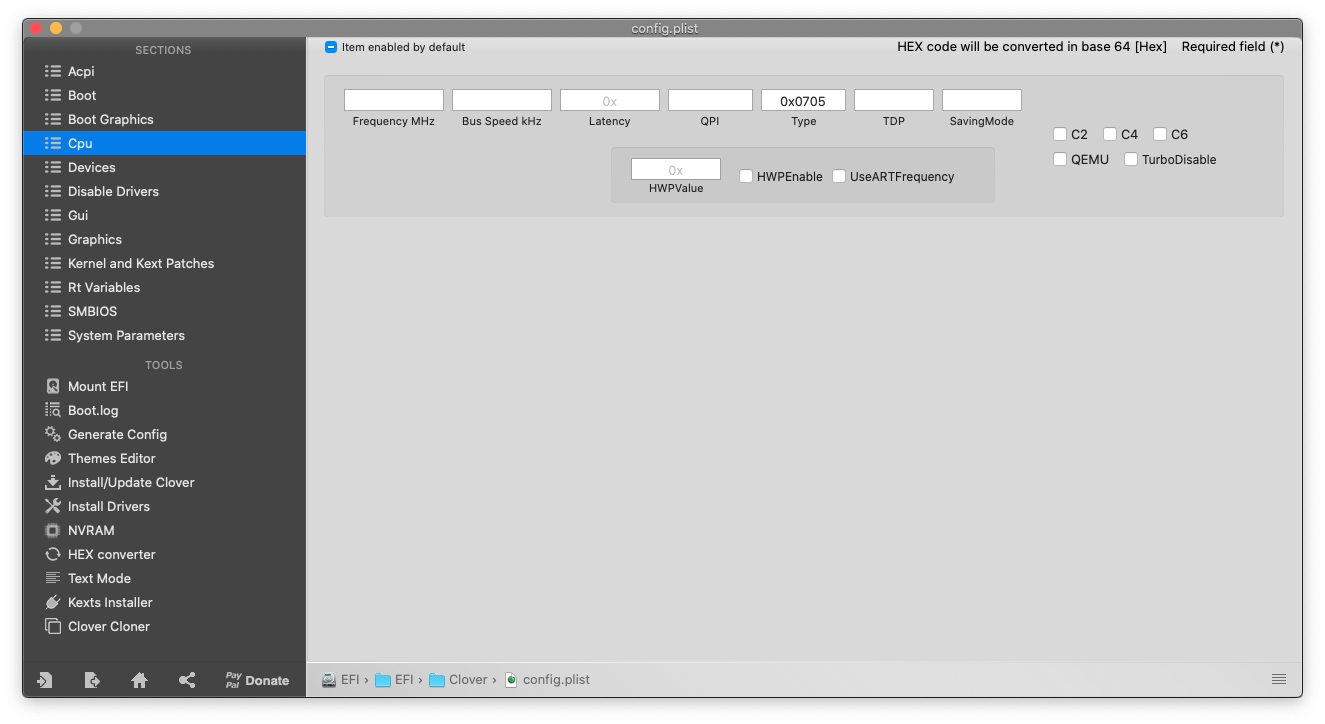 config.plist
SECTIONS
Acpi
Boot
Boot Graphics
Cpu
Devices
Disable Drivers
Gui
Graphics
Kernel and Kext Patches
Rt Variables
SMBIOS
System Parameters
TOOLS
Mount EFI
Boot.log
Generate Config
Themes Editor
Install/Update Clover
Install Drivers
NVRAM
HEX converter
Text Mode
Kexts Installer
Clover Cloner
Pay Pal Donate
Item enabled by default
HEX code will be converted in base 64 [Hex] Required field (*)
0x 0x0705
Frequency MHz Bus Speed kHz Latency QPI Type TDP SavingMode
C2 C4 C6
QEMU TurboDisable
0x
HWPValue
HWPEnable UseARTFrequency
EFI › EFI › Clover › config.plist